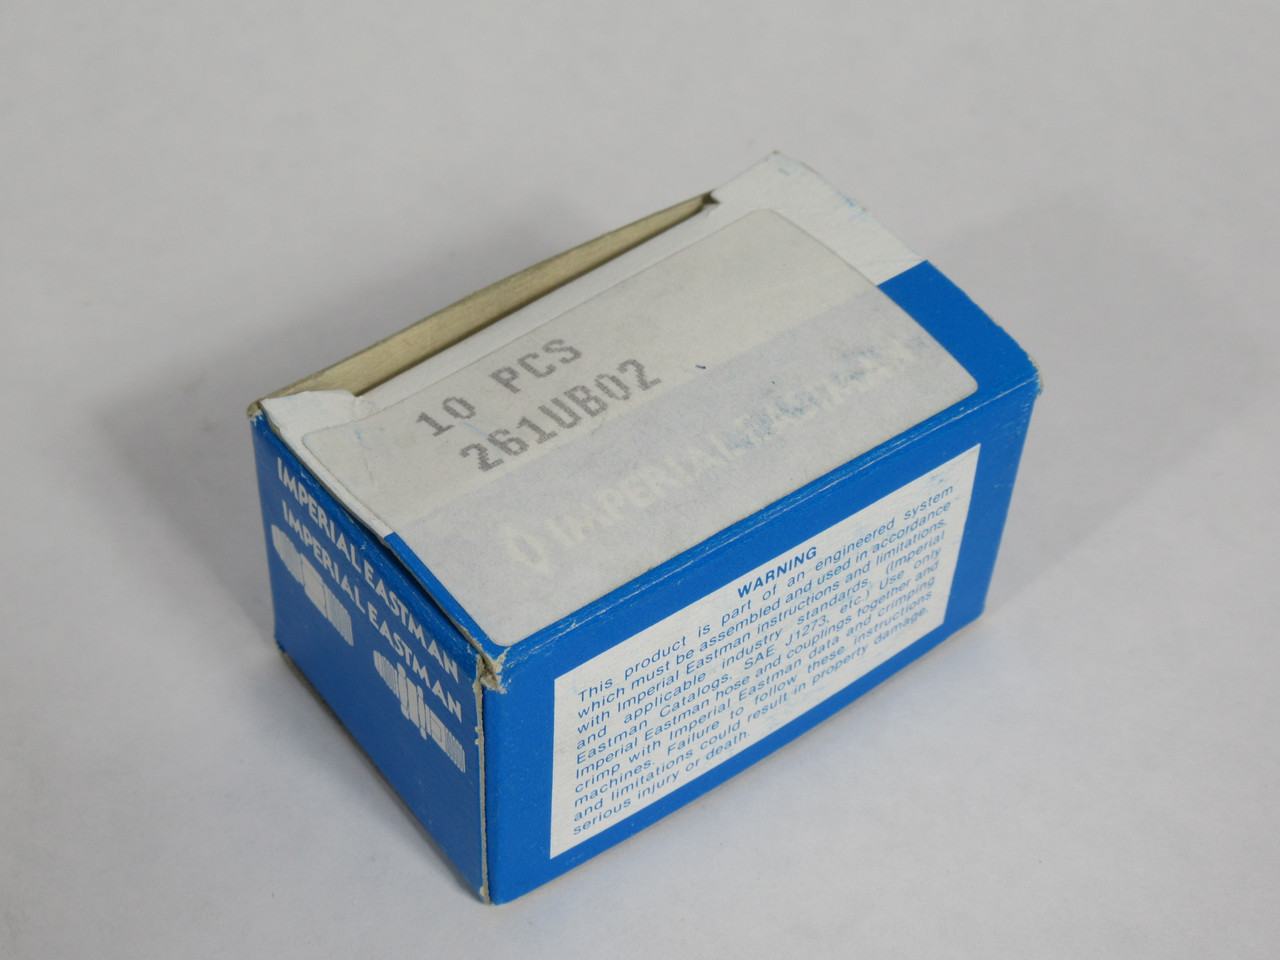 10 PCS
261UB02
IMPERIAL EASTMAN
IMPERIAL EASTMAN
IMPERIAL EASTMAN
WARNING
This product is part of an engineered system
which must be assembled and used in accordance
with Imperial Eastman instructions and limitations,
and applicable industry standards, (Imperial
Eastman Catalogs, SAE J1273, etc.) Use only
Imperial Eastman hose and couplings together and
crimp with Imperial Eastman data and crimping
machines. Failure to follow these instructions
and limitations could result in property damage,
serious injury or death.